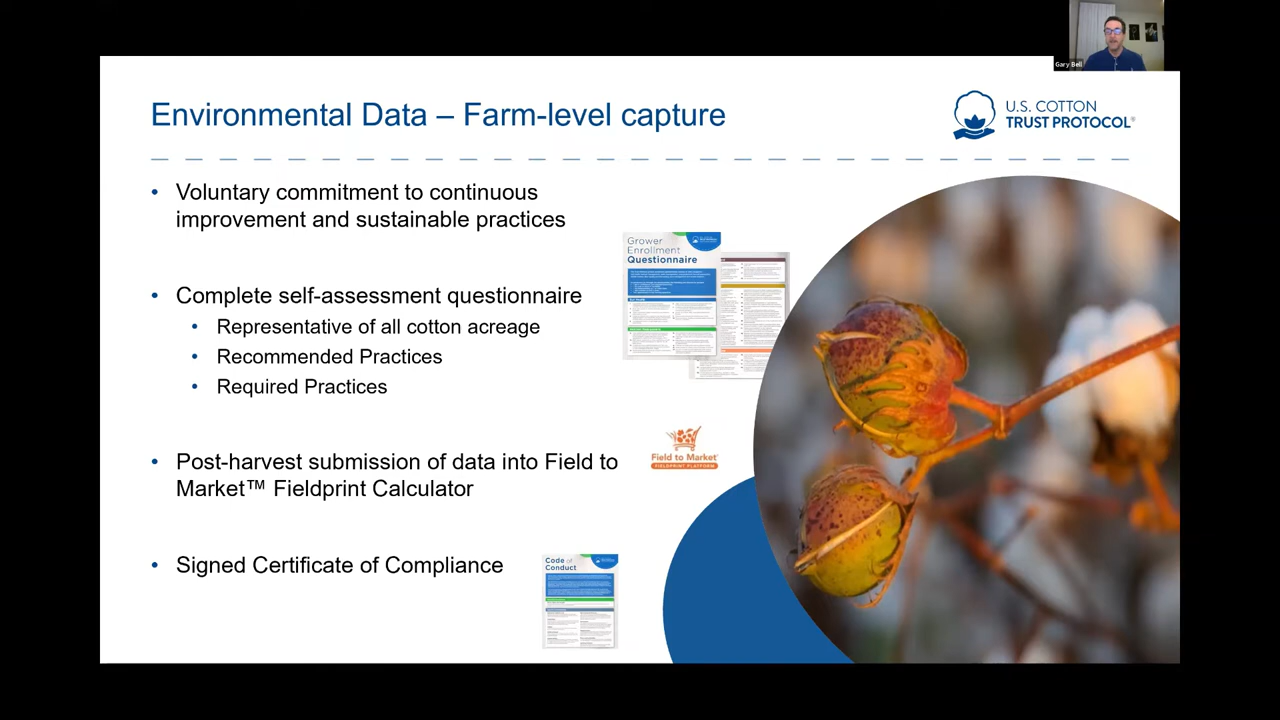 Gary Bell
Environmental Data – Farm-level capture
U.S. COTTON
TRUST PROTOCOL®
• Voluntary commitment to continuous
improvement and sustainable practices
Grower
Enrollment
Questionnaire
• Complete self-assessment questionnaire
• Representative of all cotton acreage
• Recommended Practices
• Required Practices
• Post-harvest submission of data into Field to
Market™ Fieldprint Calculator
Field to Market
FIELDPRINT PLATFORM
• Signed Certificate of Compliance
Code of
Conduct